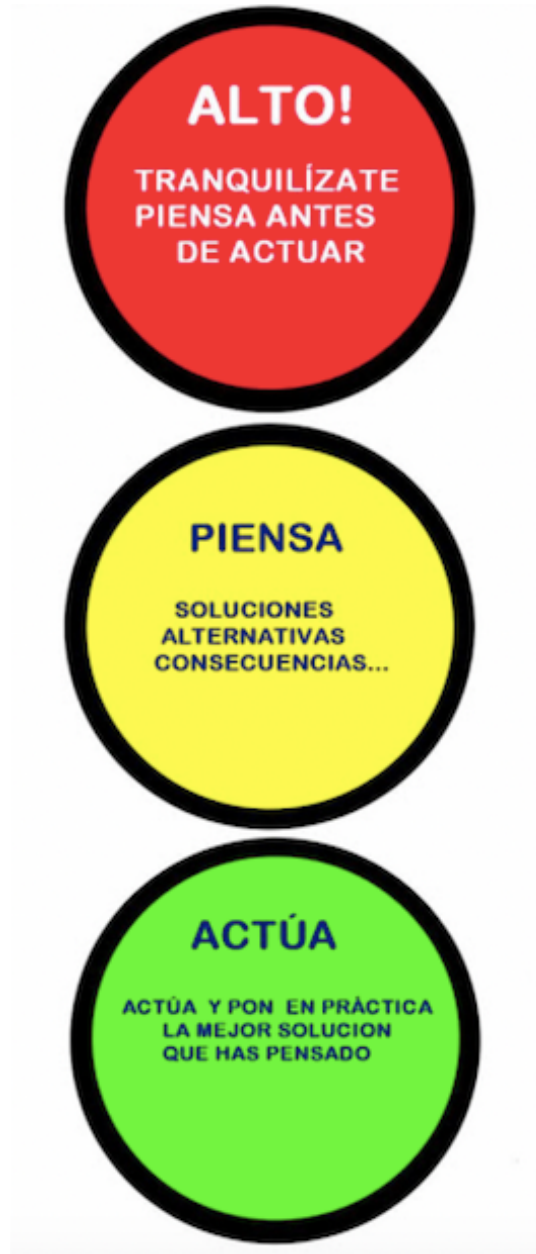 ALTO!
TRANQUILÍZATE
PIENSA ANTES
DE ACTUAR
PIENSA
SOLUCIONES
ALTERNATIVAS
CONSECUENCIAS...
ACTÚA
ACTÚA Y PON EN PRÀCTICA
LA MEJOR SOLUCION
QUE HAS PENSADO